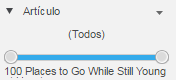 Artículo
(Todos)
100 Places to Go While Still Young